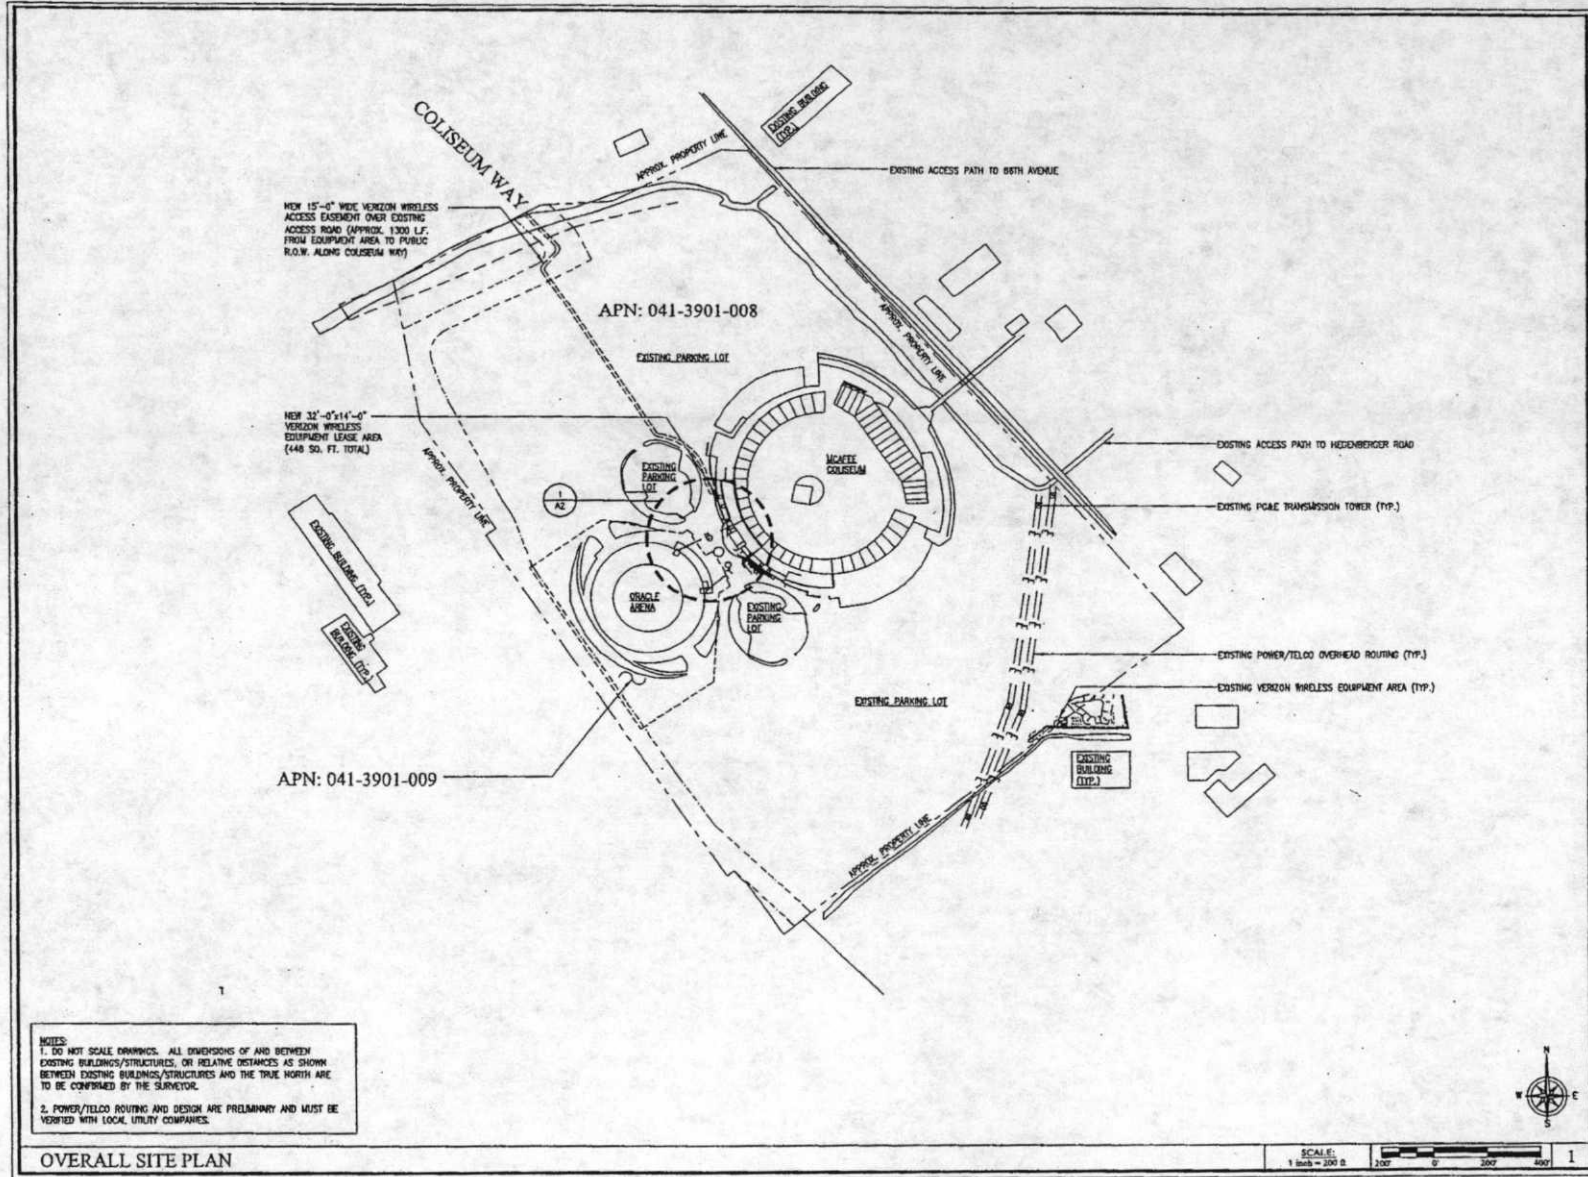 EXISTING BUILDING
(TYP.)
COLISEUM WAY
APPROX. PROPERTY LINE
EXISTING ACCESS PATH TO 66TH AVENUE
NEW 15'-0" WIDE VERIZON WIRELESS
ACCESS EASEMENT OVER EXISTING
ACCESS ROAD (APPROX. 1300 L.F.
FROM EQUIPMENT AREA TO PUBLIC
R.O.W. ALONG COLISEUM WAY)
APN: 041-3901-008
EXISTING PARKING LOT
APPROX. PROPERTY LINE
NEW 32'-0"x14'-0"
VERIZON WIRELESS
EQUIPMENT LEASE AREA
(448 SQ. FT. TOTAL)
APPROX. PROPERTY LINE
EXISTING
PARKING
LOT
MCAFEE
COLISEUM
EXISTING ACCESS PATH TO HEGENBERGER ROAD
1
A2
EXISTING PG&E TRANSMISSION TOWER (TYP.)
EXISTING BUILDING (TYP.)
ORACLE
ARENA
EXISTING
PARKING
LOT
EXISTING
BUILDING (TYP.)
EXISTING POWER/TELCO OVERHEAD ROUTING (TYP.)
EXISTING VERIZON WIRELESS EQUIPMENT AREA (TYP.)
EXISTING PARKING LOT
EXISTING
BUILDING
(TYP.)
APN: 041-3901-009
APPROX. PROPERTY LINE
1
NOTES:
1. DO NOT SCALE DRAWINGS. ALL DIMENSIONS OF AND BETWEEN
EXISTING BUILDINGS/STRUCTURES, OR RELATIVE DISTANCES AS SHOWN
BETWEEN EXISTING BUILDINGS/STRUCTURES AND THE TRUE NORTH ARE
TO BE CONFIRMED BY THE SURVEYOR.
2. POWER/TELCO ROUTING AND DESIGN ARE PRELIMINARY AND MUST BE
VERIFIED WITH LOCAL UTILITY COMPANIES.
N
W E
S
OVERALL SITE PLAN
SCALE:
1 inch = 200 ft
200' 0' 200' 400'
1